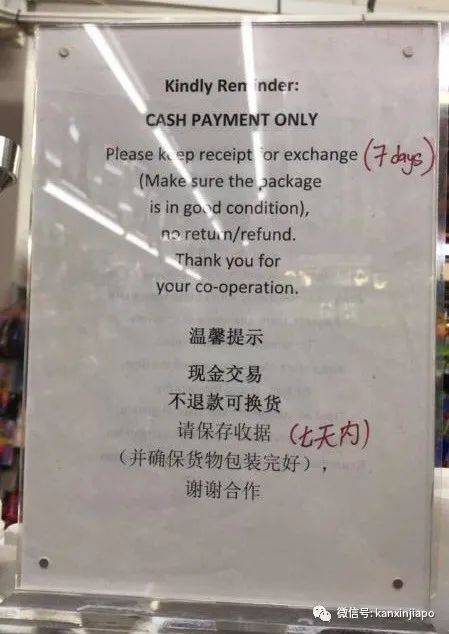 Kindly Reminder:
CASH PAYMENT ONLY
Please keep receipt for exchange (7 days)
(Make sure the package
is in good condition),
no return/refund.
Thank you for
your co-operation.
温馨提示
现金交易
不退款可换货
请保存收据 (七天内)
（并确保货物包装完好）,
谢谢合作
微信号: kanxinjiapo